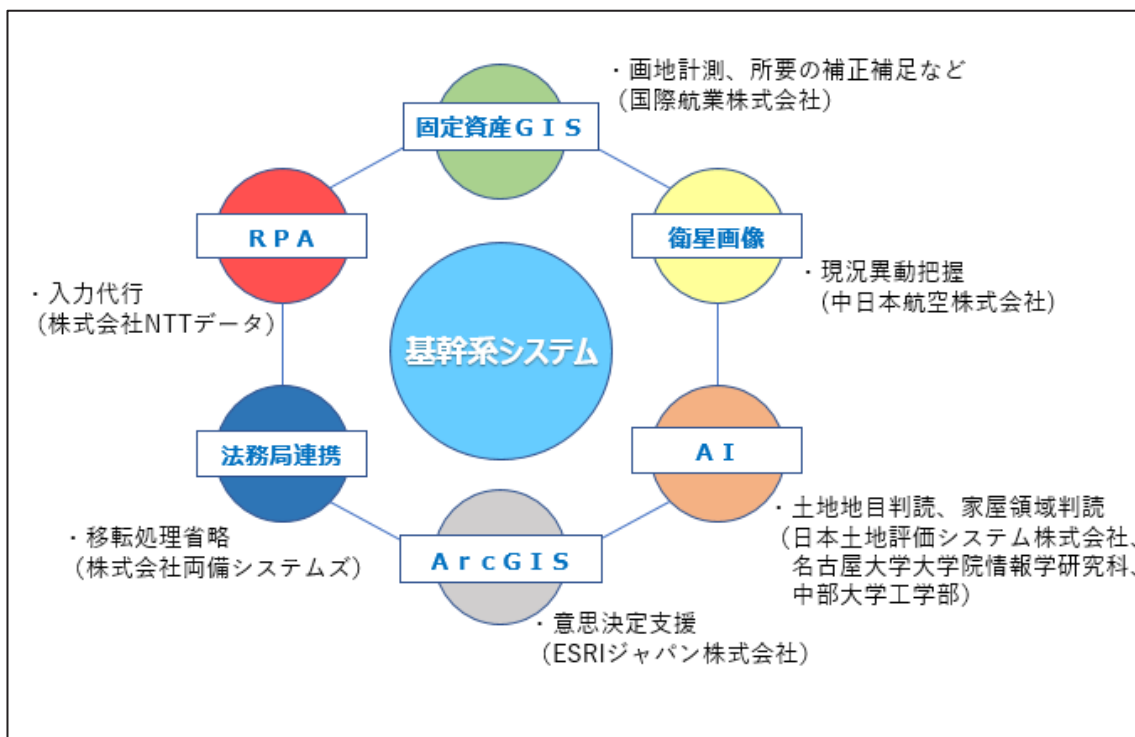 ・画地計測、所要の補正補足など
（国際航業株式会社）
固定資産ＧＩＳ
ＲＰＡ
衛星画像
・入力代行
（株式会社NTTデータ）
・現況異動把握
（中日本航空株式会社）
基幹系システム
法務局連携
ＡＩ
・移転処理省略
（株式会社両備システムズ）
ＡｒｃＧＩＳ
・土地地目判読、家屋領域判読
（日本土地評価システム株式会社、
名古屋大学大学院情報学研究科、
中部大学工学部）
・意思決定支援
（ESRIジャパン株式会社）